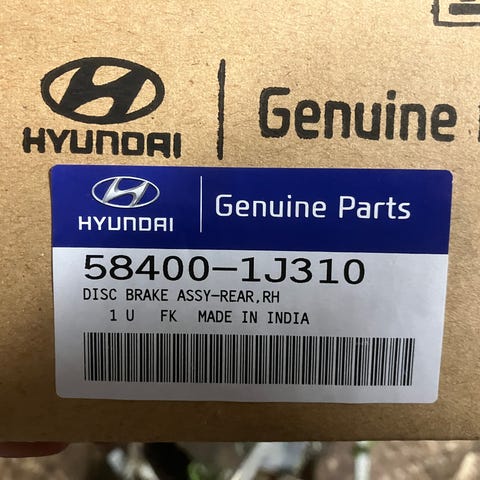 HYUNDAI | Genuine
HYUNDAI | Genuine Parts
58400-1J310
DISC BRAKE ASSY-REAR,RH
1 U FK MADE IN INDIA